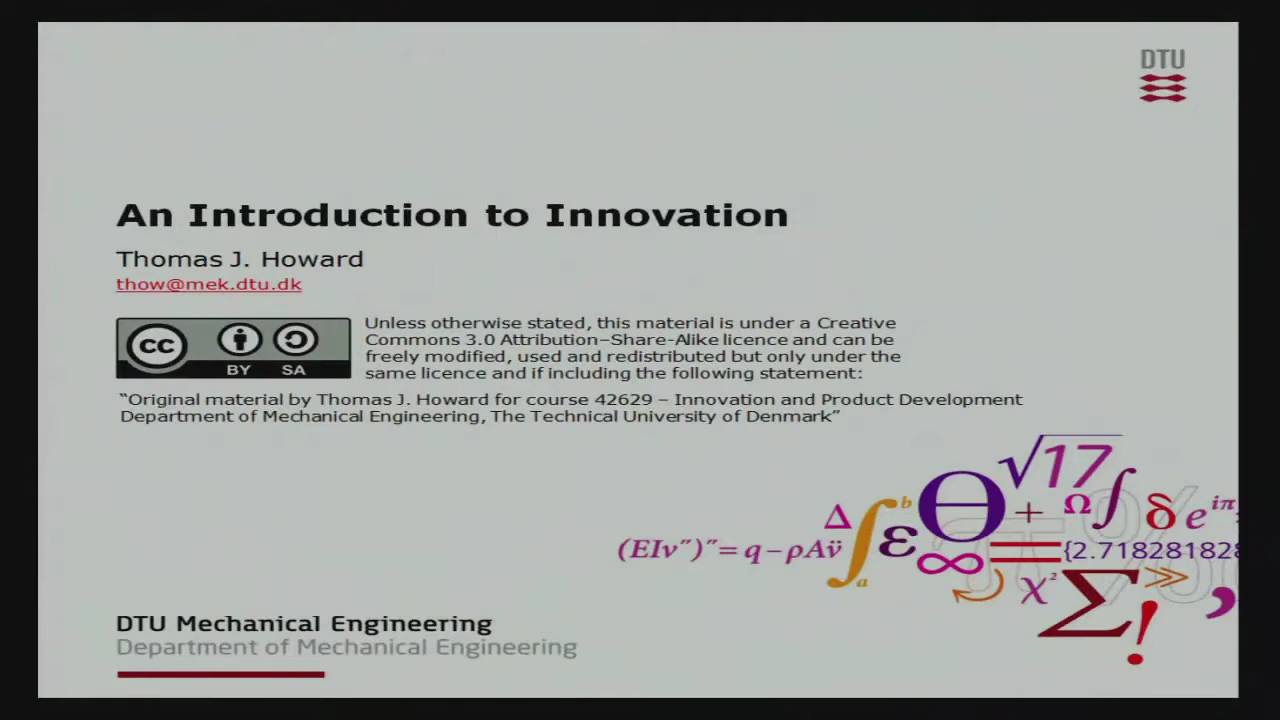 DTU
An Introduction to Innovation
Thomas J. Howard
thow@mek.dtu.dk
cc BY SA
Unless otherwise stated, this material is under a Creative
Commons 3.0 Attribution–Share-Alike licence and can be
freely modified, used and redistributed but only under the
same licence and if including the following statement:
“Original material by Thomas J. Howard for course 42629 – Innovation and Product Development
Department of Mechanical Engineering, The Technical University of Denmark”
√17
Δ ∫ a b ε Θ + Ω ∫ δ e iπ
(EIv″)″= q−ρAv̈
∞ = {2.718281828
χ² Σ ≫ , !
π %
DTU Mechanical Engineering
Department of Mechanical Engineering